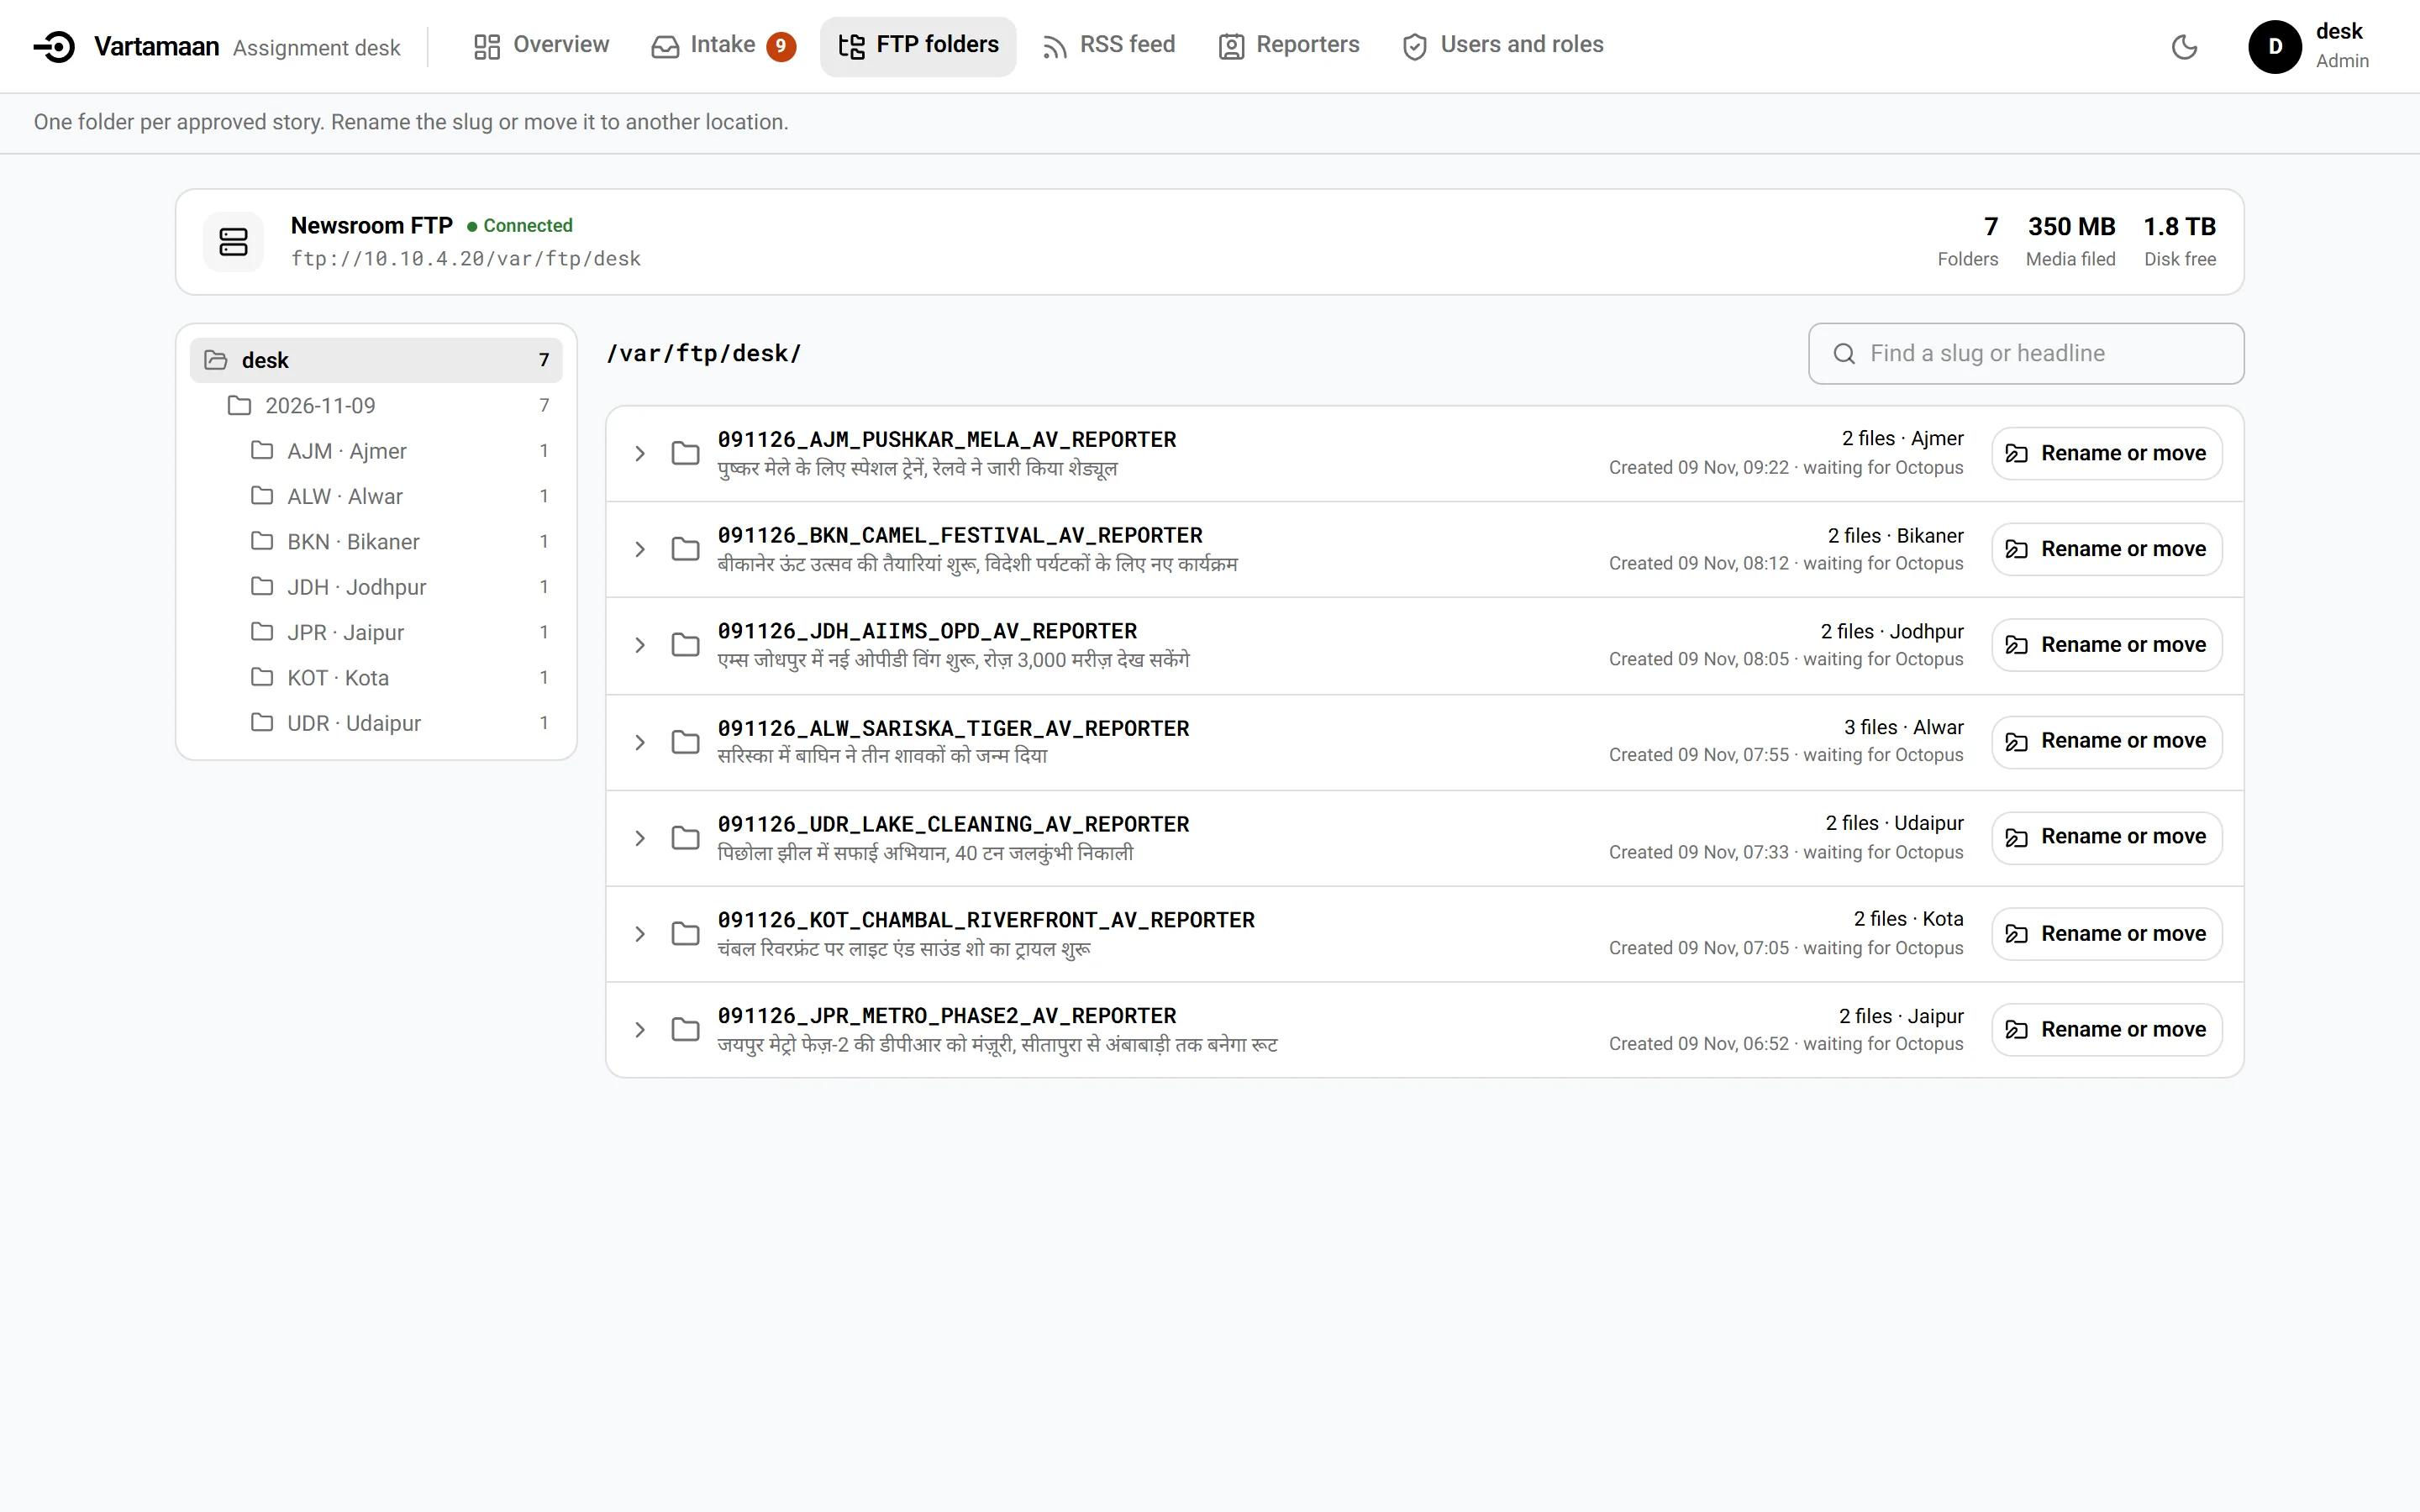 Vartamaan Assignment desk Overview Intake 9 FTP folders RSS feed Reporters Users and roles D desk Admin
One folder per approved story. Rename the slug or move it to another location.
Newsroom FTP Connected
ftp://10.10.4.20/var/ftp/desk
7 350 MB 1.8 TB
Folders Media filed Disk free
desk 7
2026-11-09 7
AJM · Ajmer 1
ALW · Alwar 1
BKN · Bikaner 1
JDH · Jodhpur 1
JPR · Jaipur 1
KOT · Kota 1
UDR · Udaipur 1
/var/ftp/desk/
Find a slug or headline
091126_AJM_PUSHKAR_MELA_AV_REPORTER
पुष्कर मेले के लिए स्पेशल ट्रेनें, रेलवे ने जारी किया शेड्यूल
2 files · Ajmer
Created 09 Nov, 09:22 · waiting for Octopus
Rename or move
091126_BKN_CAMEL_FESTIVAL_AV_REPORTER
बीकानेर ऊंट उत्सव की तैयारियां शुरू, विदेशी पर्यटकों के लिए नए कार्यक्रम
2 files · Bikaner
Created 09 Nov, 08:12 · waiting for Octopus
Rename or move
091126_JDH_AIIMS_OPD_AV_REPORTER
एम्स जोधपुर में नई ओपीडी विंग शुरू, रोज़ 3,000 मरीज़ देख सकेंगे
2 files · Jodhpur
Created 09 Nov, 08:05 · waiting for Octopus
Rename or move
091126_ALW_SARISKA_TIGER_AV_REPORTER
सरिस्का में बाघिन ने तीन शावकों को जन्म दिया
3 files · Alwar
Created 09 Nov, 07:55 · waiting for Octopus
Rename or move
091126_UDR_LAKE_CLEANING_AV_REPORTER
पिछोला झील में सफाई अभियान, 40 टन जलकुंभी निकाली
2 files · Udaipur
Created 09 Nov, 07:33 · waiting for Octopus
Rename or move
091126_KOT_CHAMBAL_RIVERFRONT_AV_REPORTER
चंबल रिवरफ्रंट पर लाइट एंड साउंड शो का ट्रायल शुरू
2 files · Kota
Created 09 Nov, 07:05 · waiting for Octopus
Rename or move
091126_JPR_METRO_PHASE2_AV_REPORTER
जयपुर मेट्रो फेज़-2 की डीपीआर को मंज़ूरी, सीतापुरा से अंबाबाड़ी तक बनेगा रूट
2 files · Jaipur
Created 09 Nov, 06:52 · waiting for Octopus
Rename or move